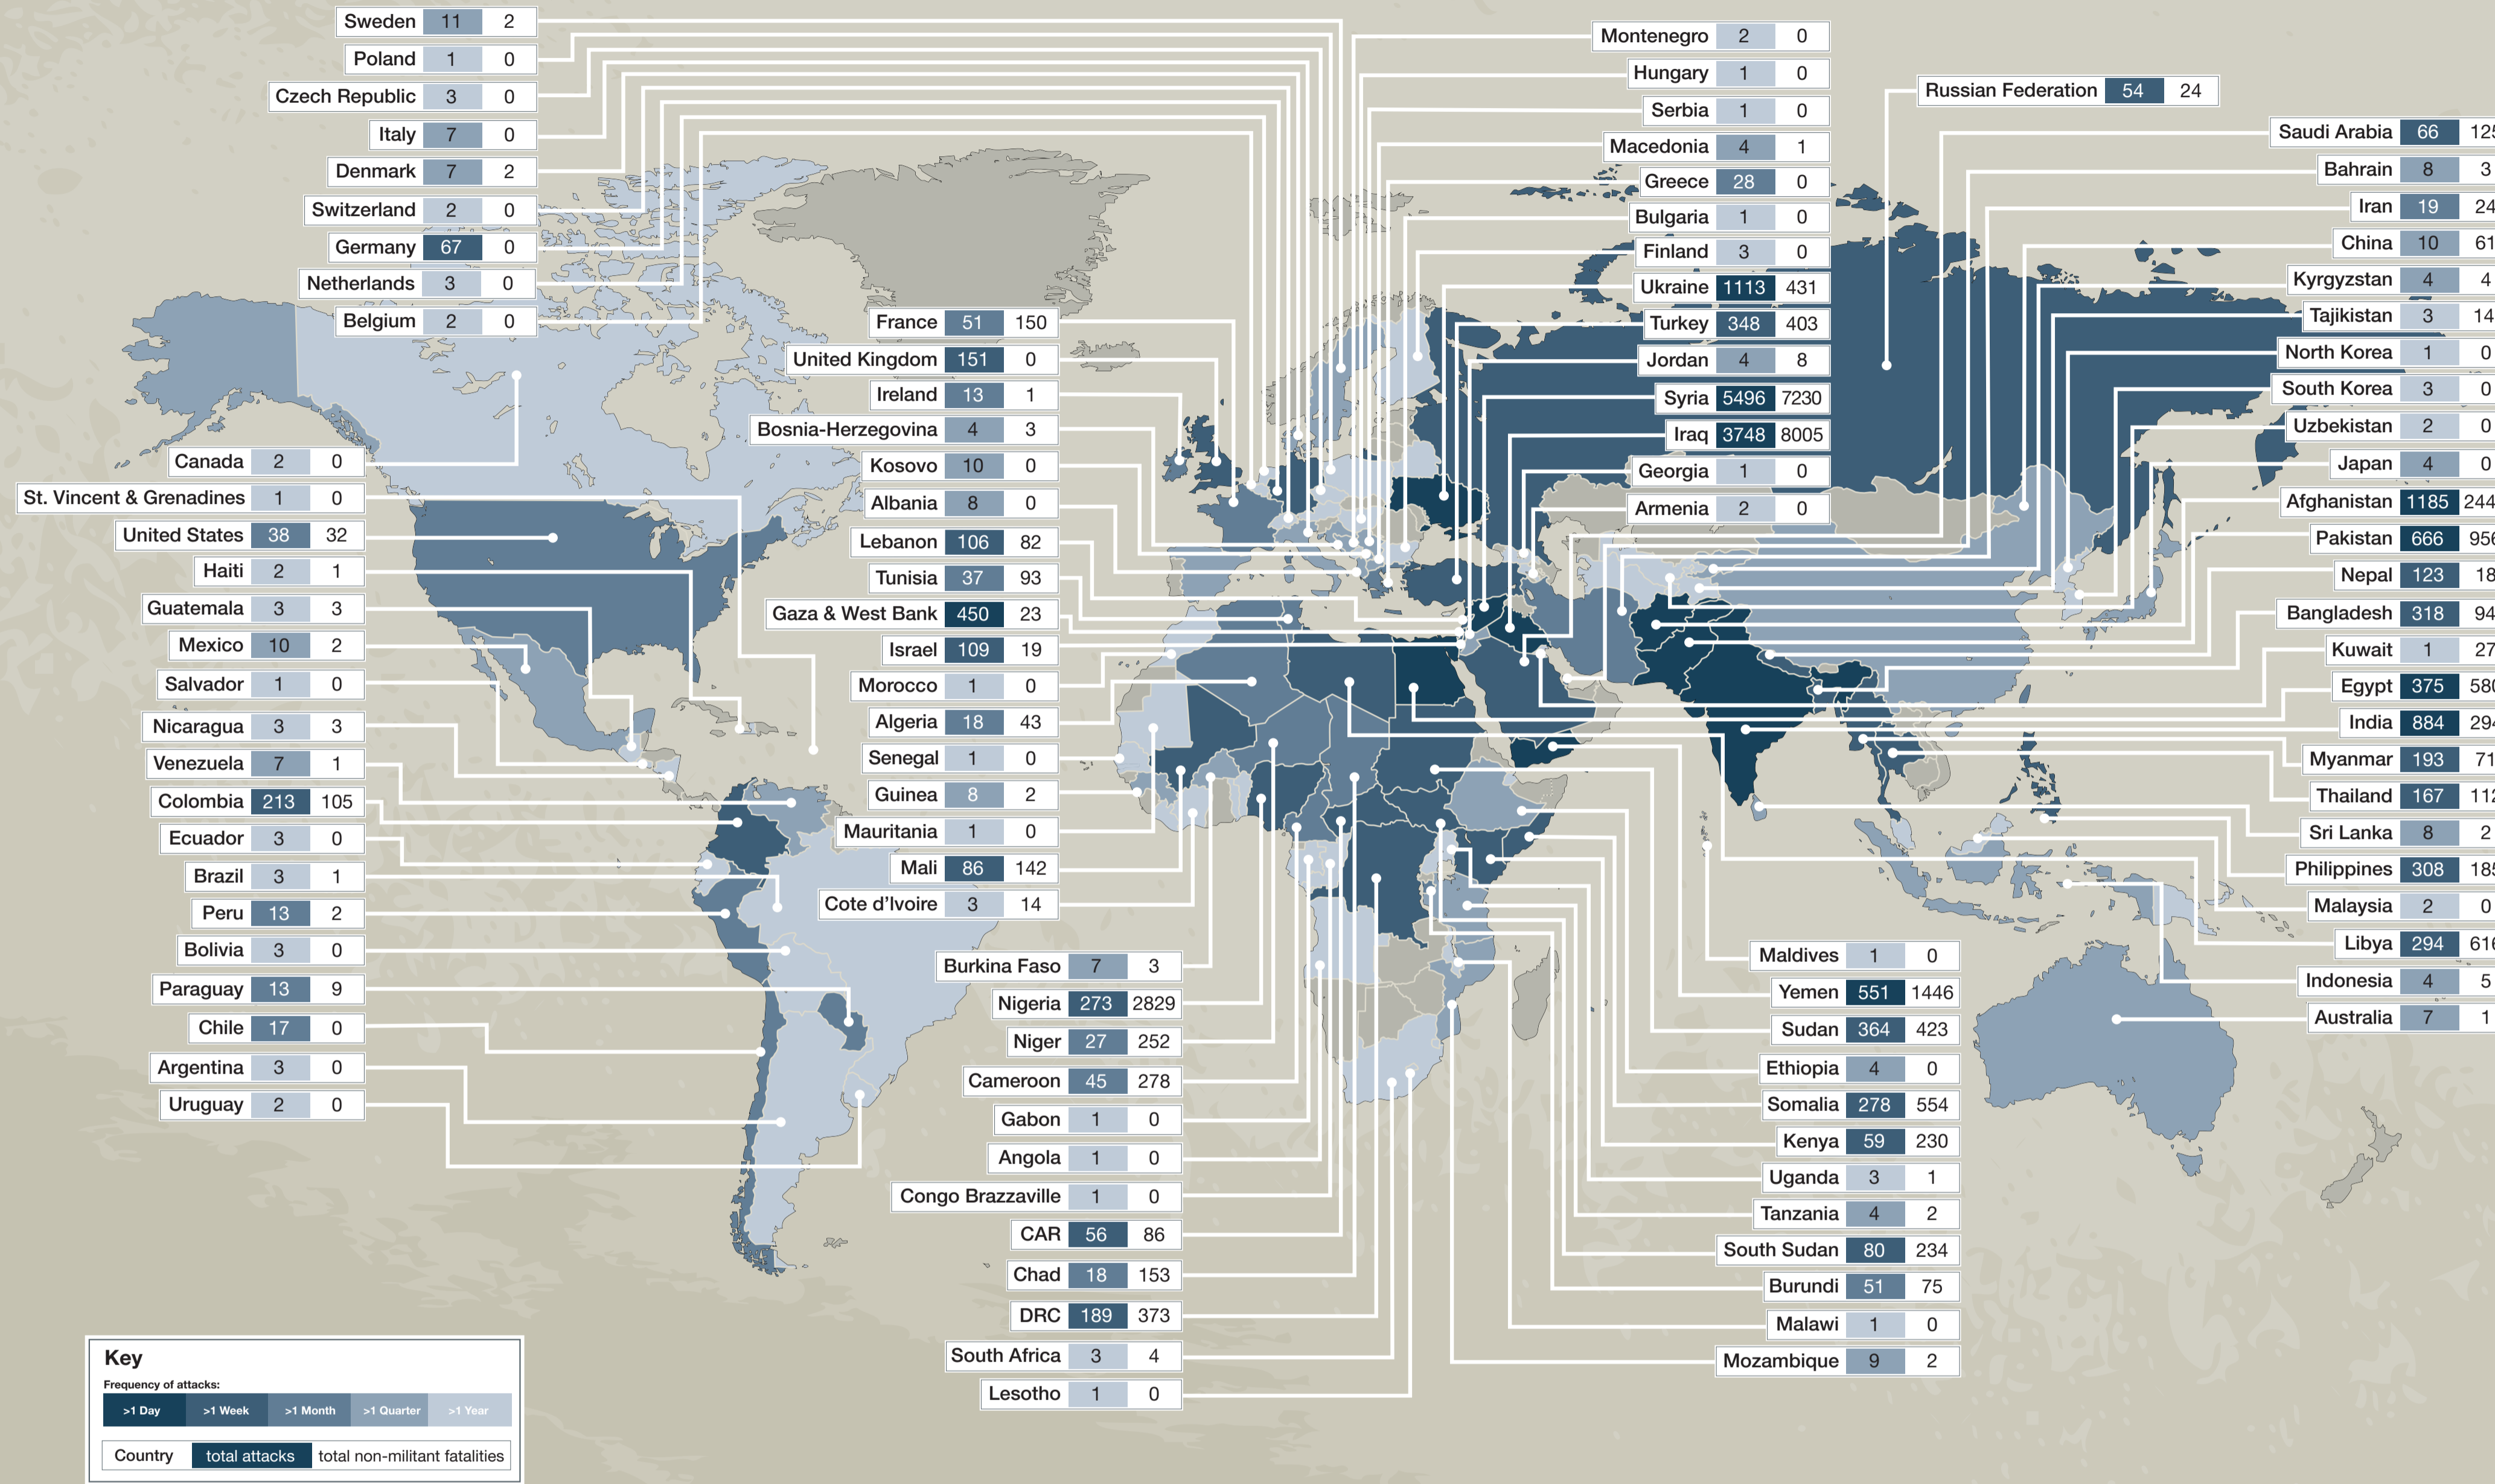 Sweden 11 2
Poland 1 0
Czech Republic 3 0
Italy 7 0
Denmark 7 2
Switzerland 2 0
Germany 67 0
Netherlands 3 0
Belgium 2 0
Canada 2 0
St. Vincent & Grenadines 1 0
United States 38 32
Haiti 2 1
Guatemala 3 3
Mexico 10 2
Salvador 1 0
Nicaragua 3 3
Venezuela 7 1
Colombia 213 105
Ecuador 3 0
Brazil 3 1
Peru 13 2
Bolivia 3 0
Paraguay 13 9
Chile 17 0
Argentina 3 0
Uruguay 2 0
France 51 150
United Kingdom 151 0
Ireland 13 1
Bosnia-Herzegovina 4 3
Kosovo 10 0
Albania 8 0
Lebanon 106 82
Tunisia 37 93
Gaza & West Bank 450 23
Israel 109 19
Morocco 1 0
Algeria 18 43
Senegal 1 0
Guinea 8 2
Mauritania 1 0
Mali 86 142
Cote d'Ivoire 3 14
Burkina Faso 7 3
Nigeria 273 2829
Niger 27 252
Cameroon 45 278
Gabon 1 0
Angola 1 0
Congo Brazzaville 1 0
CAR 56 86
Chad 18 153
DRC 189 373
South Africa 3 4
Lesotho 1 0
Montenegro 2 0
Hungary 1 0
Serbia 1 0
Macedonia 4 1
Greece 28 0
Bulgaria 1 0
Finland 3 0
Ukraine 1113 431
Turkey 348 403
Jordan 4 8
Syria 5496 7230
Iraq 3748 8005
Georgia 1 0
Armenia 2 0
Maldives 1 0
Yemen 551 1446
Sudan 364 423
Ethiopia 4 0
Somalia 278 554
Kenya 59 230
Uganda 3 1
Tanzania 4 2
South Sudan 80 234
Burundi 51 75
Malawi 1 0
Mozambique 9 2
Russian Federation 54 24
Saudi Arabia 66 125
Bahrain 8 3
Iran 19 24
China 10 61
Kyrgyzstan 4 4
Tajikistan 3 14
North Korea 1 0
South Korea 3 0
Uzbekistan 2 0
Japan 4 0
Afghanistan 1185 244
Pakistan 666 956
Nepal 123 18
Bangladesh 318 94
Kuwait 1 27
Egypt 375 580
India 884 294
Myanmar 193 71
Thailand 167 112
Sri Lanka 8 2
Philippines 308 185
Malaysia 2 0
Libya 294 616
Indonesia 4 5
Australia 7 1
Key
Frequency of attacks:
>1 Day >1 Week >1 Month >1 Quarter >1 Year
Country total attacks total non-militant fatalities